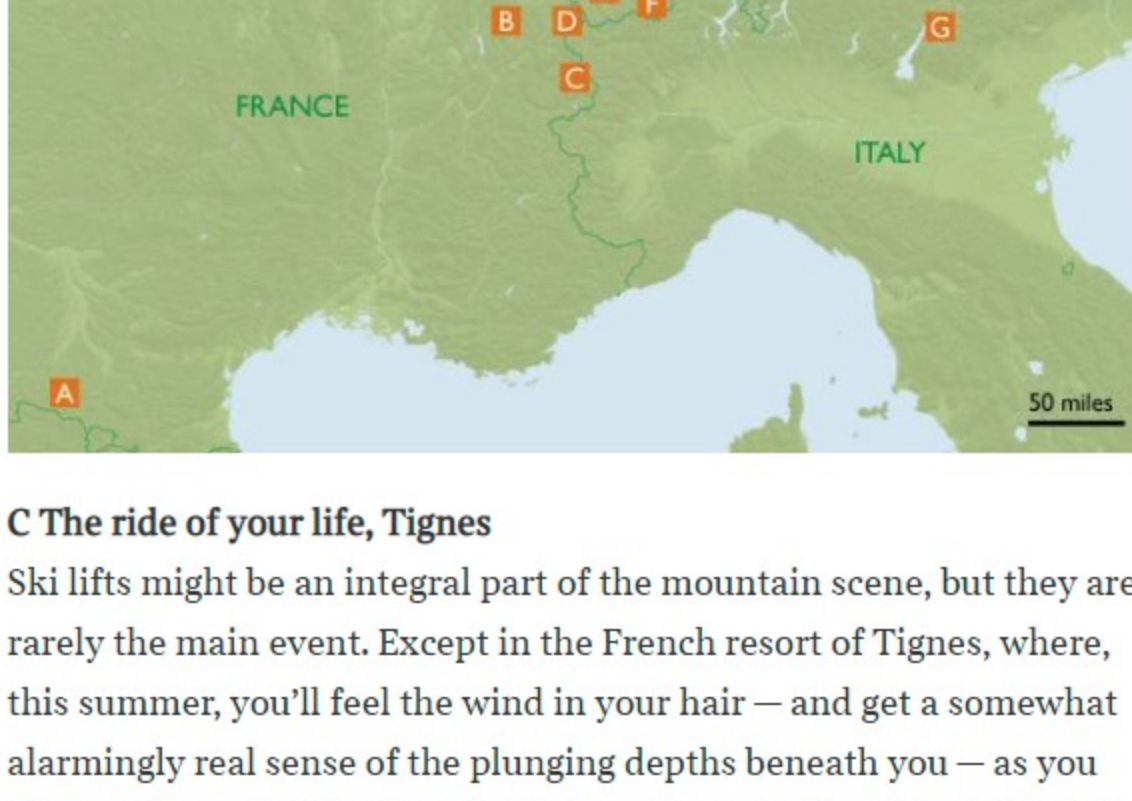 B D F
G
C
FRANCE
ITALY
A
50 miles
C The ride of your life, Tignes
Ski lifts might be an integral part of the mountain scene, but they are
rarely the main event. Except in the French resort of Tignes, where,
this summer, you’ll feel the wind in your hair — and get a somewhat
alarmingly real sense of the plunging depths beneath you — as you